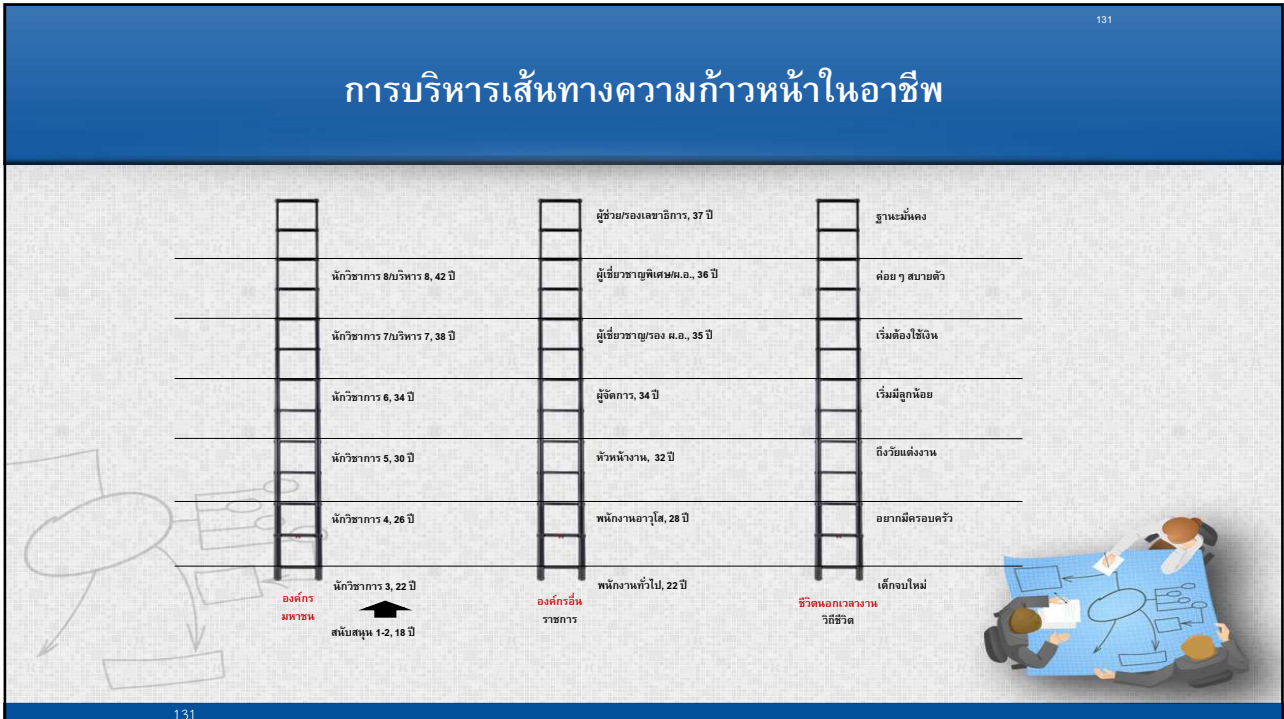 131
การบริหารเส้นทางความก้าวหน้าในอาชีพ
ผู้ช่วย/รองเลขาธิการ, 37 ปี
ฐานะมั่นคง
นักวิชาการ 8/บริหาร 8, 42 ปี
ผู้เชี่ยวชาญพิเศษ/ผ.อ., 36 ปี
ค่อย ๆ สบายตัว
นักวิชาการ 7/บริหาร 7, 38 ปี
ผู้เชี่ยวชาญ/รอง ผ.อ., 35 ปี
เริ่มต้องใช้เงิน
นักวิชาการ 6, 34 ปี
ผู้จัดการ, 34 ปี
เริ่มมีลูกน้อย
นักวิชาการ 5, 30 ปี
หัวหน้างาน, 32 ปี
ถึงวัยแต่งงาน
นักวิชาการ 4, 26 ปี
พนักงานอาวุโส, 28 ปี
อยากมีครอบครัว
นักวิชาการ 3, 22 ปี
พนักงานทั่วไป, 22 ปี
เด็กจบใหม่
องค์กร
มหาชน
องค์กรอื่น
ราชการ
ชีวิตนอกเวลางาน
วิถีชีวิต
สนับสนุน 1-2, 18 ปี
131